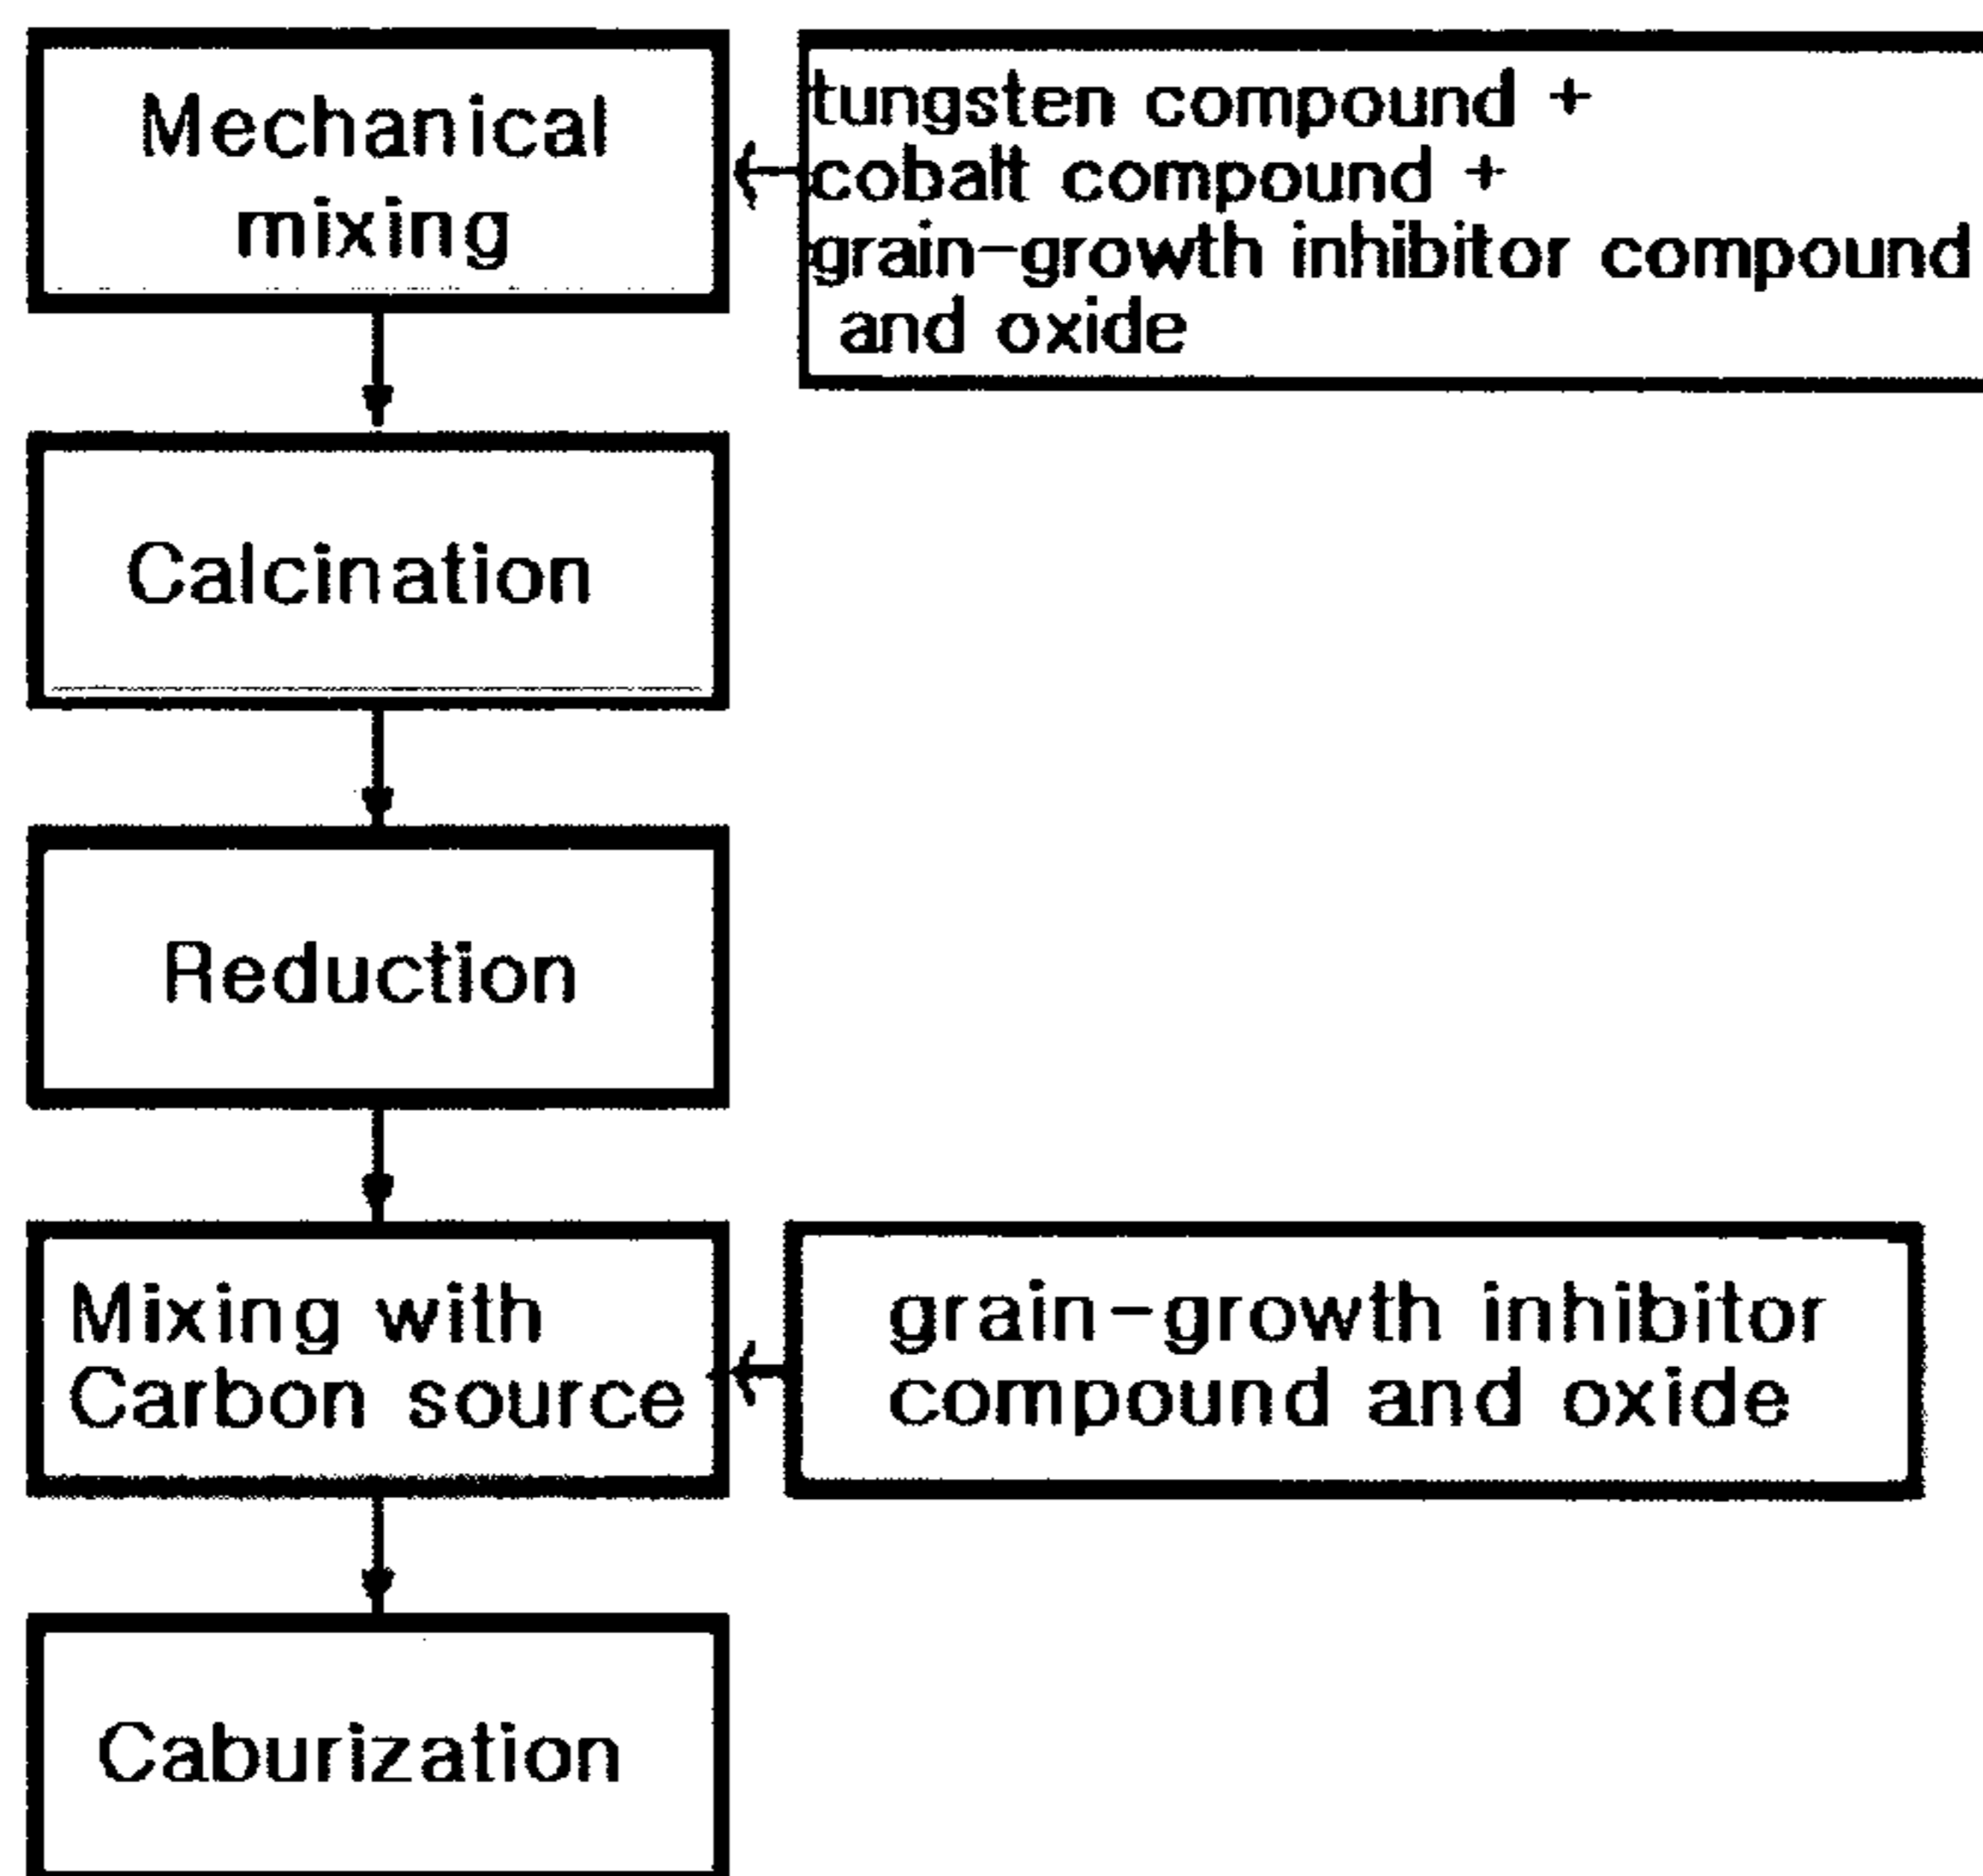 Mechanical
mixing
tungsten compound +
cobalt compound +
grain-growth inhibitor compound
and oxide
Calcination
Reduction
Mixing with
Carbon source
grain-growth inhibitor
compound and oxide
Caburization